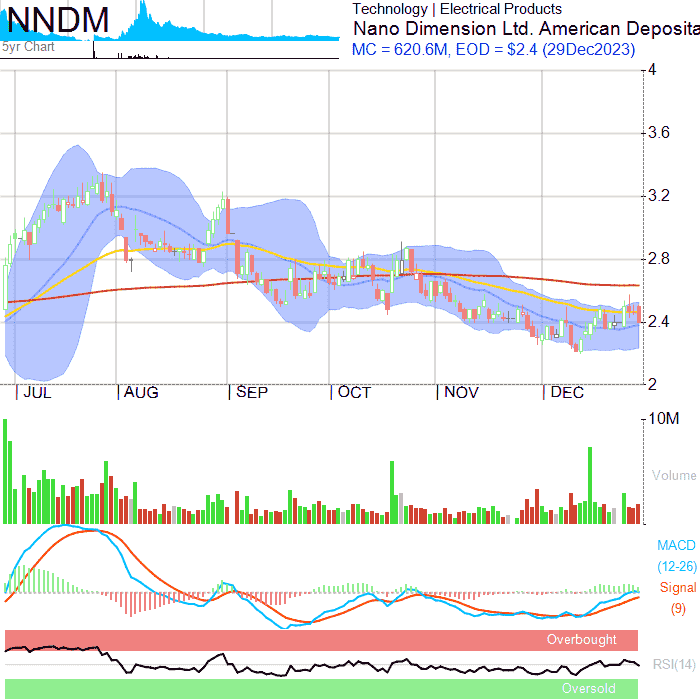 NNDM
5yr Chart
Technology | Electrical Products
Nano Dimension Ltd. American Deposita
MC = 620.6M, EOD = $2.4 (29Dec2023)
4
3.6
3.2
2.8
2.4
2
JUL AUG SEP OCT NOV DEC
10M
Volume
MACD
(12-26)
Signal
(9)
Overbought
RSI(14)
Oversold